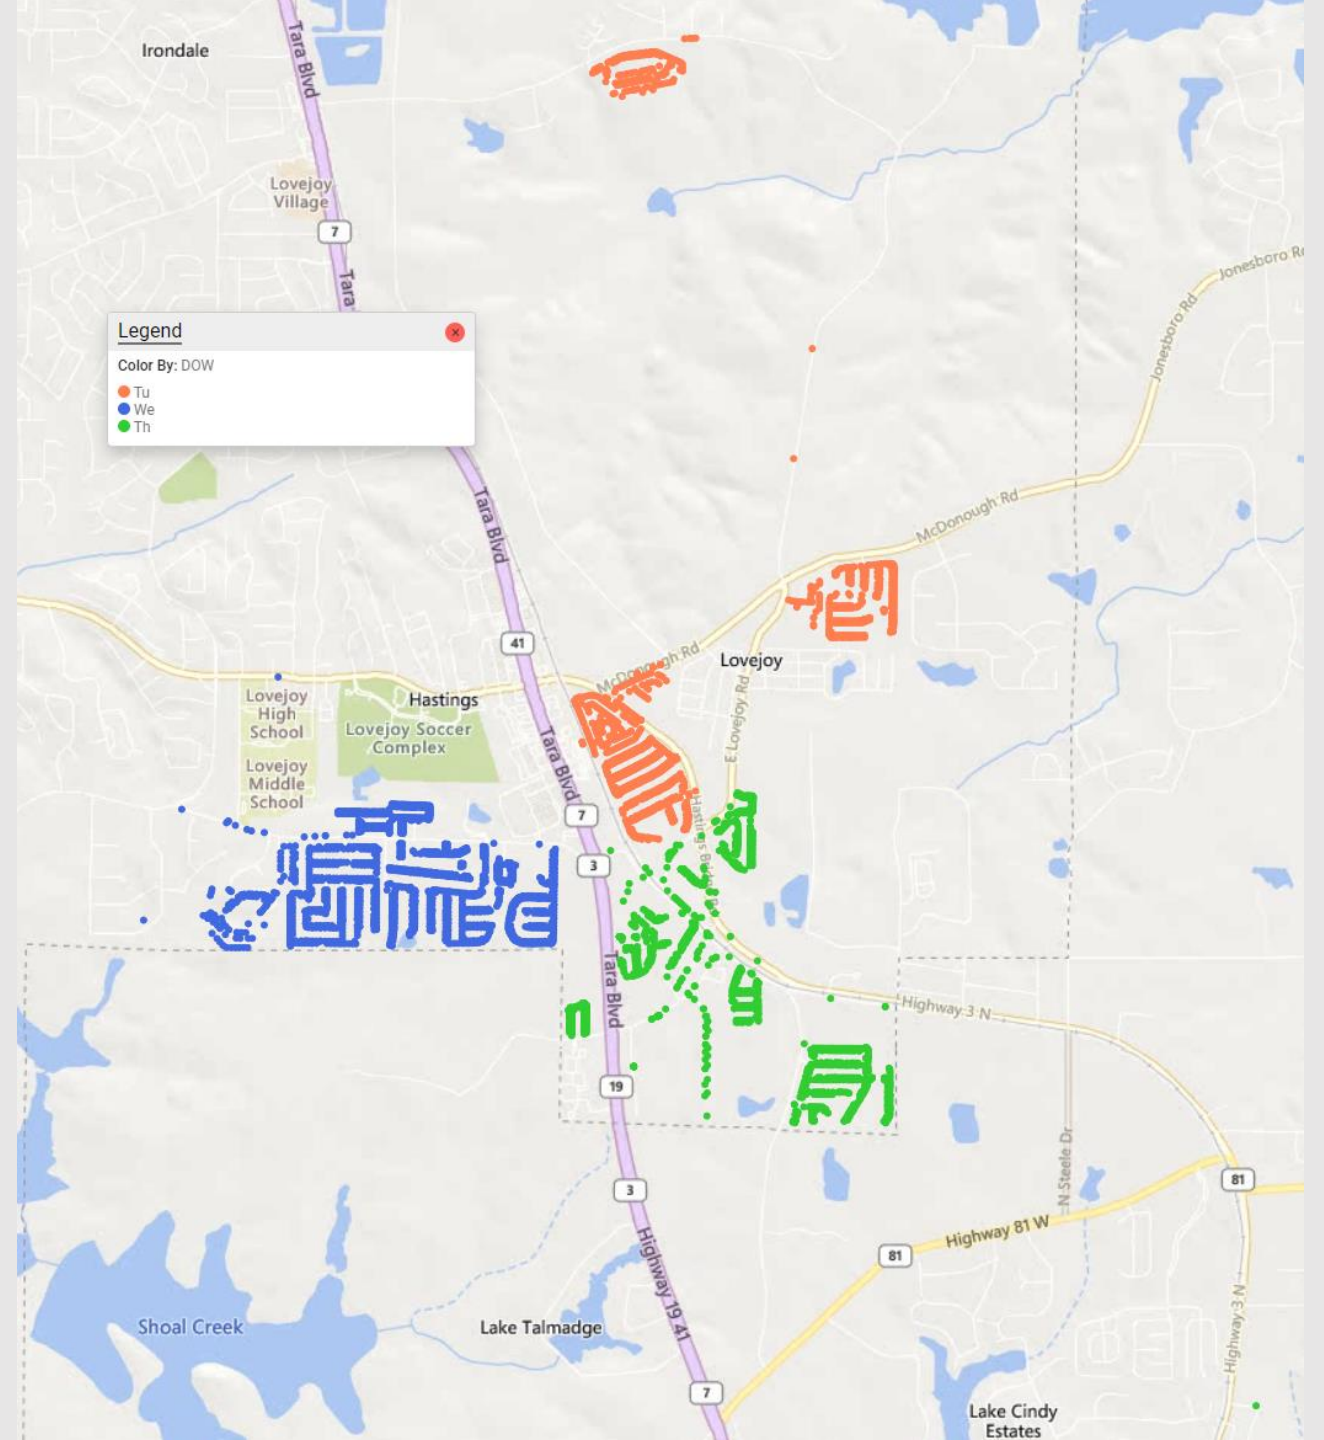 Irondale
Tara Blvd
Lovejoy
Village
7
Tara
Jonesboro Rd
Jonesboro Rd
Legend
Color By: DOW
Tu
We
Th
Tara Blvd
McDonough Rd
41
McDonough Rd
Lovejoy
Hastings
Lovejoy
High
School
Lovejoy Soccer
Complex
E Lovejoy Rd
Tara Blvd
Lovejoy
Middle
School
7
3
Tara Blvd
Highway 3 N
19
N Steele Dr
3
81
Highway 81 W
81
Highway 19 41
Shoal Creek
Lake Talmadge
Highway 3 N
7
Lake Cindy
Estates